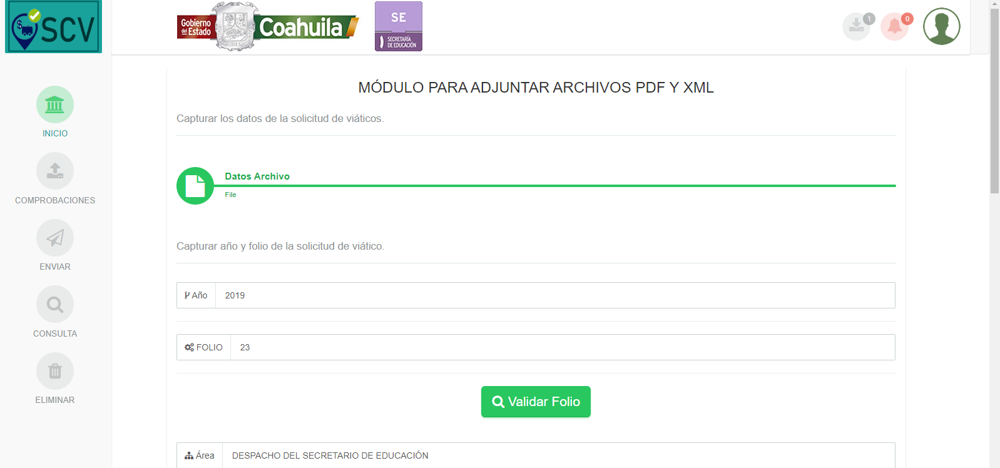 SCV
Gobierno
del Estado
Coahuila
SE
SECRETARÍA
DE EDUCACIÓN
1
0
MÓDULO PARA ADJUNTAR ARCHIVOS PDF Y XML
Capturar los datos de la solicitud de viáticos.
INICIO
Datos Archivo
File
COMPROBACIONES
Capturar año y folio de la solicitud de viático.
ENVIAR
Año 2019
CONSULTA
FOLIO 23
ELIMINAR
Validar Folio
Área DESPACHO DEL SECRETARIO DE EDUCACIÓN